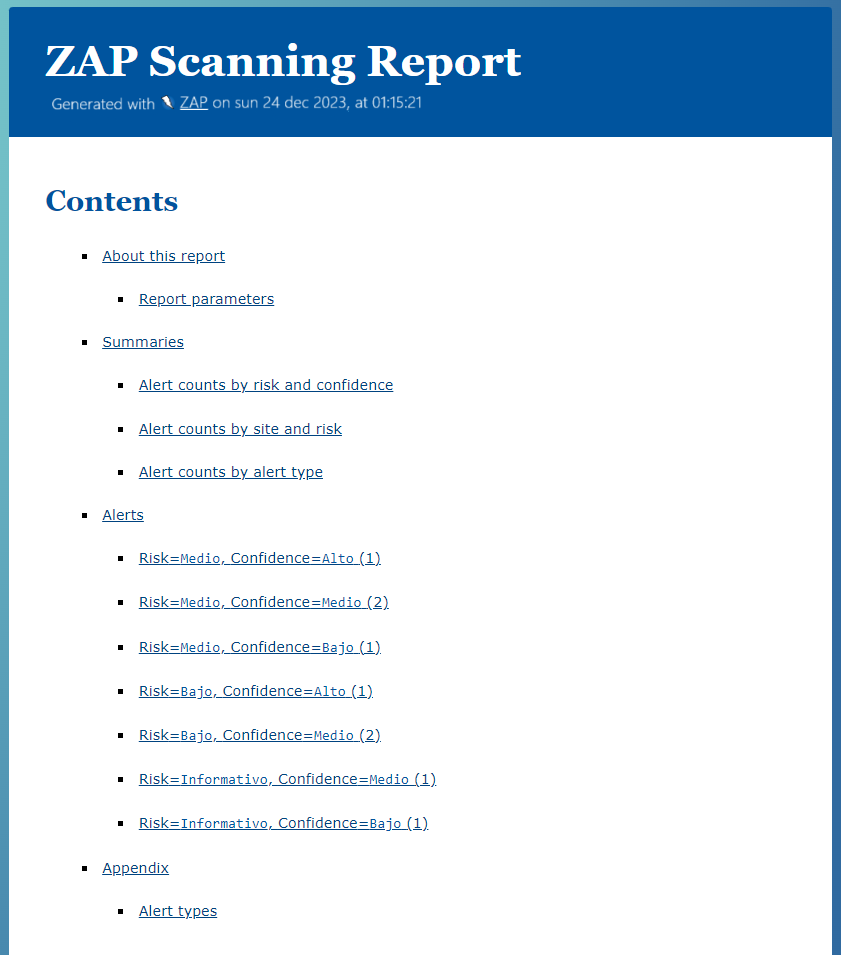 ZAP Scanning Report
Generated with ZAP on sun 24 dec 2023, at 01:15:21
Contents
About this report
Report parameters
Summaries
Alert counts by risk and confidence
Alert counts by site and risk
Alert counts by alert type
Alerts
Risk=Medio, Confidence=Alto (1)
Risk=Medio, Confidence=Medio (2)
Risk=Medio, Confidence=Bajo (1)
Risk=Bajo, Confidence=Alto (1)
Risk=Bajo, Confidence=Medio (2)
Risk=Informativo, Confidence=Medio (1)
Risk=Informativo, Confidence=Bajo (1)
Appendix
Alert types